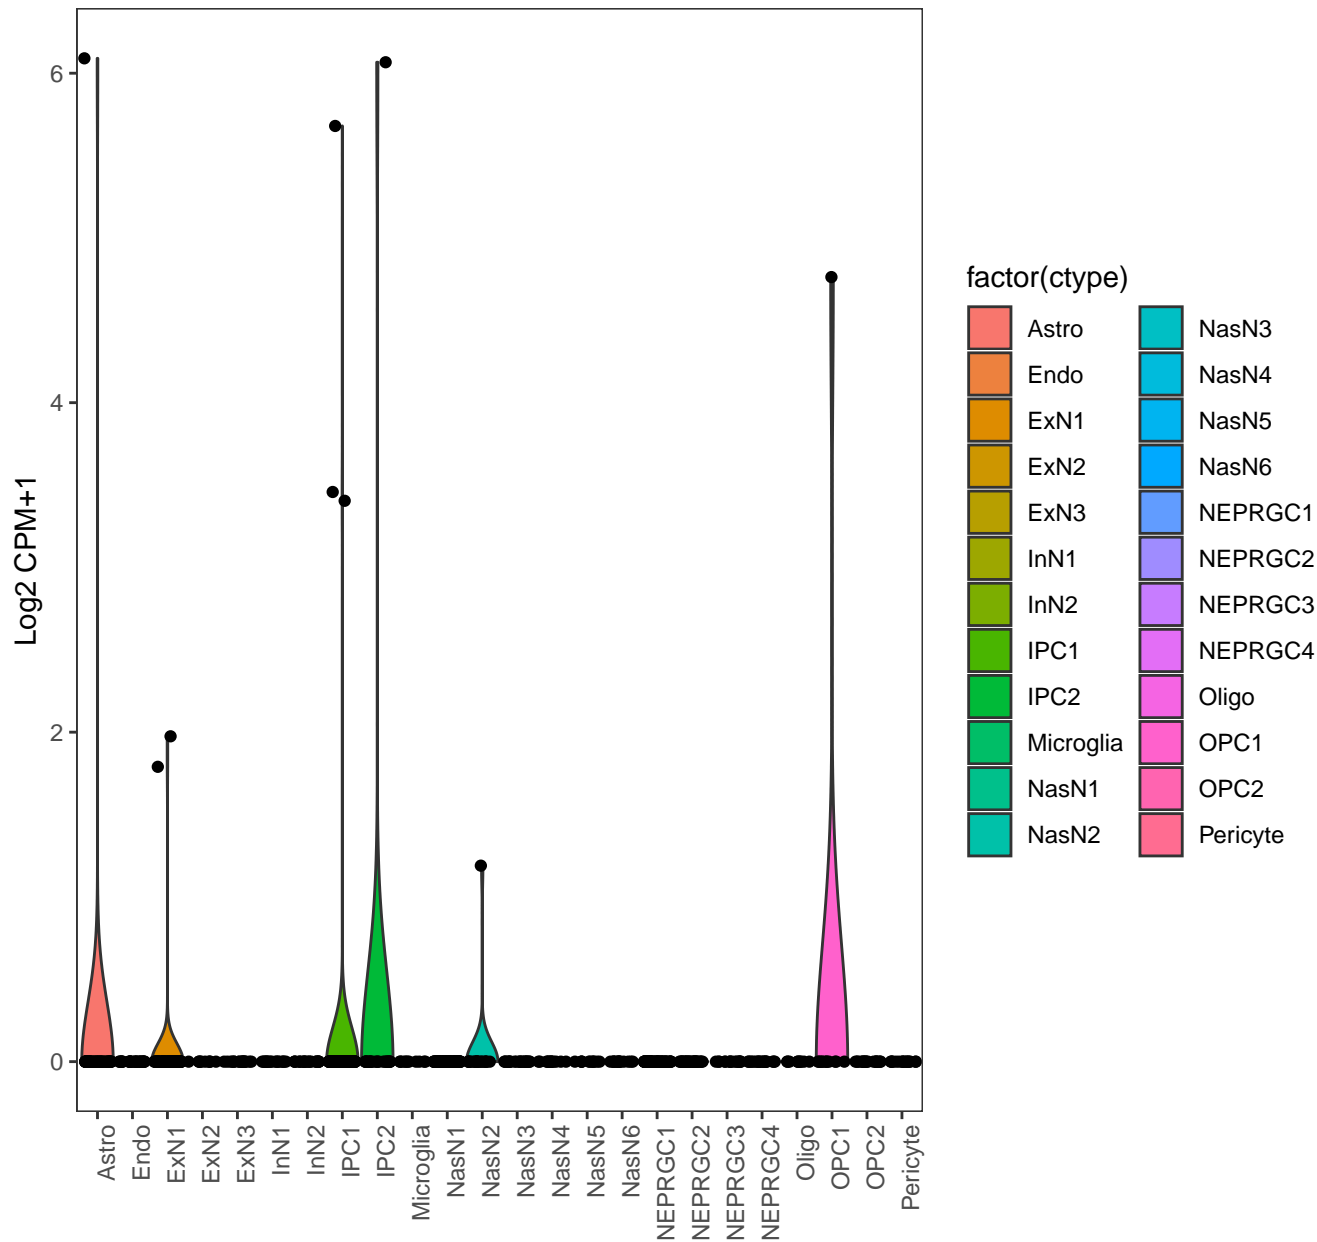 6
4
2
0
Log2 CPM+1
Astro
Endo
ExN1
ExN2
ExN3
InN1
InN2
IPC1
IPC2
Microglia
NasN1
NasN2
NasN3
NasN4
NasN5
NasN6
NEPRGC1
NEPRGC2
NEPRGC3
NEPRGC4
Oligo
OPC1
OPC2
Pericyte
factor(ctype)
Astro
Endo
ExN1
ExN2
ExN3
InN1
InN2
IPC1
IPC2
Microglia
NasN1
NasN2
NasN3
NasN4
NasN5
NasN6
NEPRGC1
NEPRGC2
NEPRGC3
NEPRGC4
Oligo
OPC1
OPC2
Pericyte